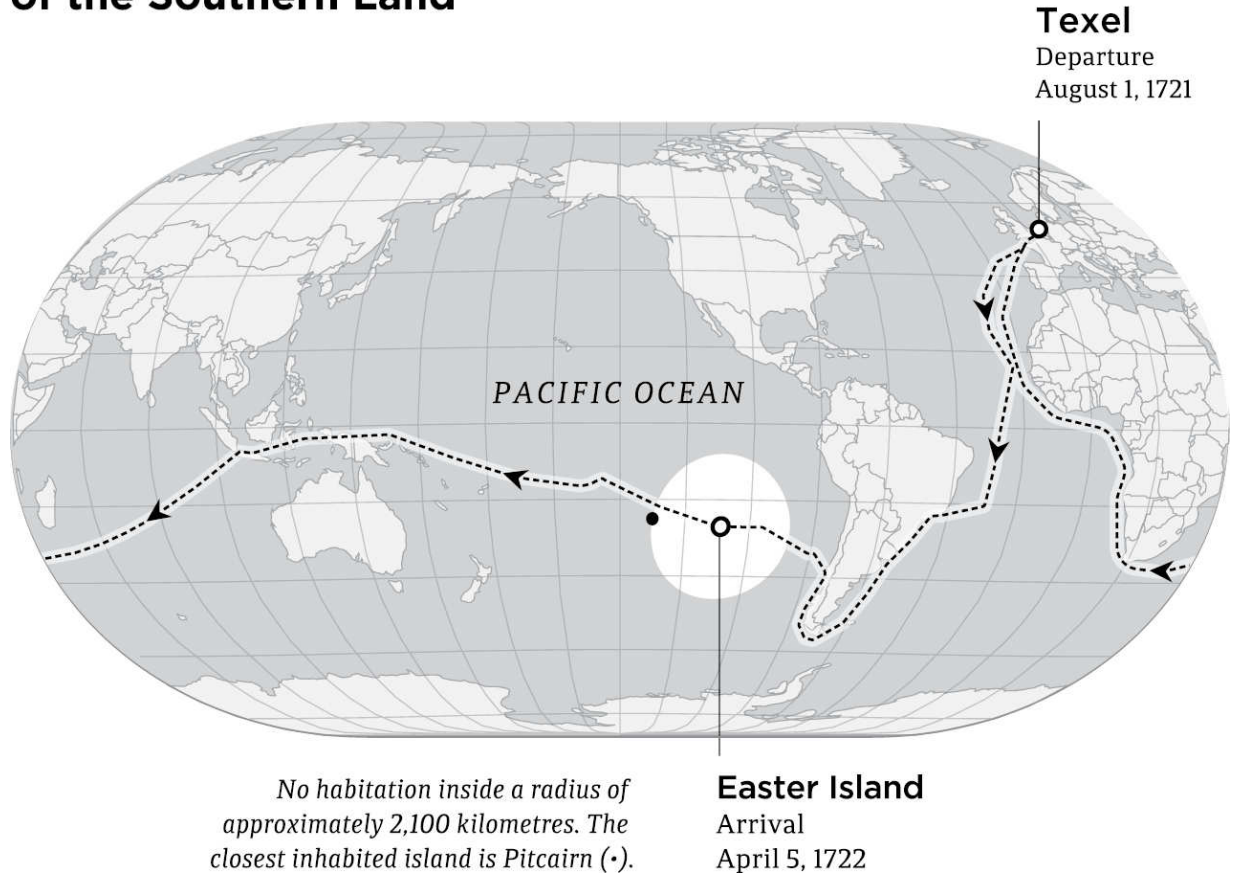 of the Southern Land
Texel
Departure
August 1, 1721
PACIFIC OCEAN
No habitation inside a radius of
approximately 2,100 kilometres. The
closest inhabited island is Pitcairn (•).
Easter Island
Arrival
April 5, 1722